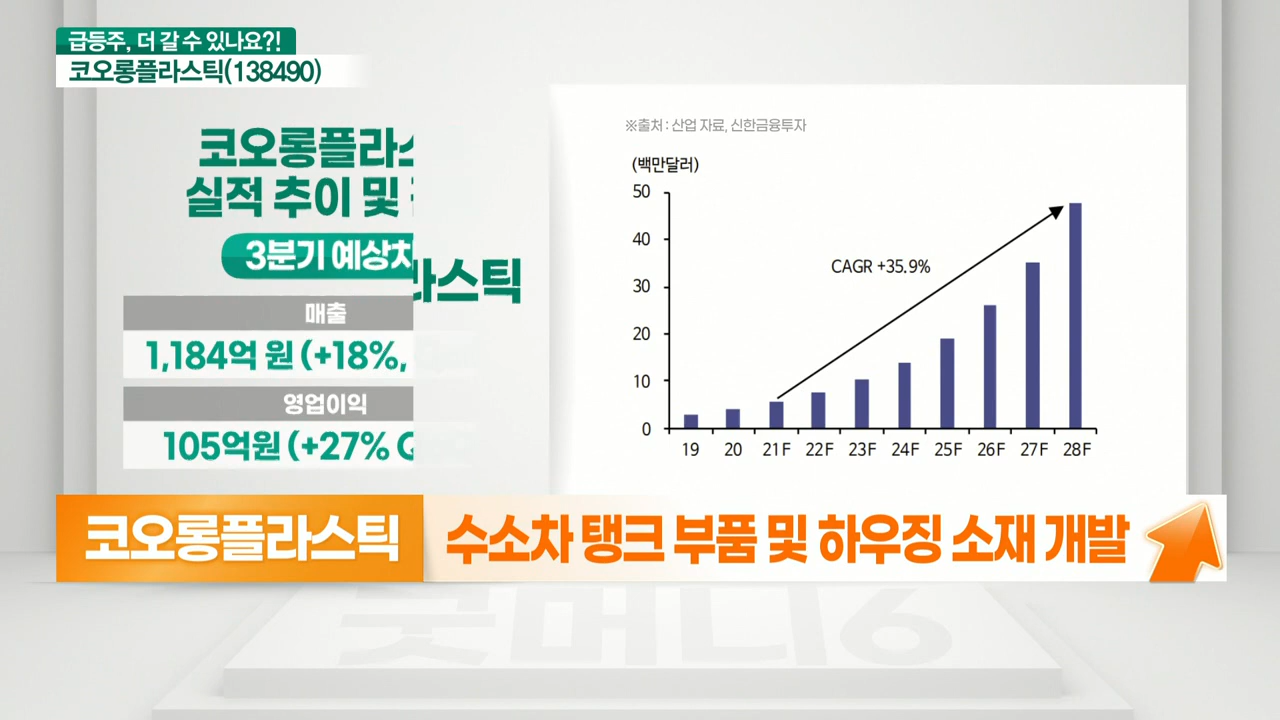 급등주, 더 갈 수 있나요?!
코오롱플라스틱(138490)
코오롱플라스
실적 추이 및
3분기 예상치
라스틱
매출
1,184억 원 (+18%,
영업이익
105억원 (+27% Q
※출처 : 산업 자료, 신한금융투자
(백만달러)
50
40
30
20
10
0
CAGR +35.9%
19 20 21F 22F 23F 24F 25F 26F 27F 28F
코오롱플라스틱
수소차 탱크 부품 및 하우징 소재 개발
굿머니6